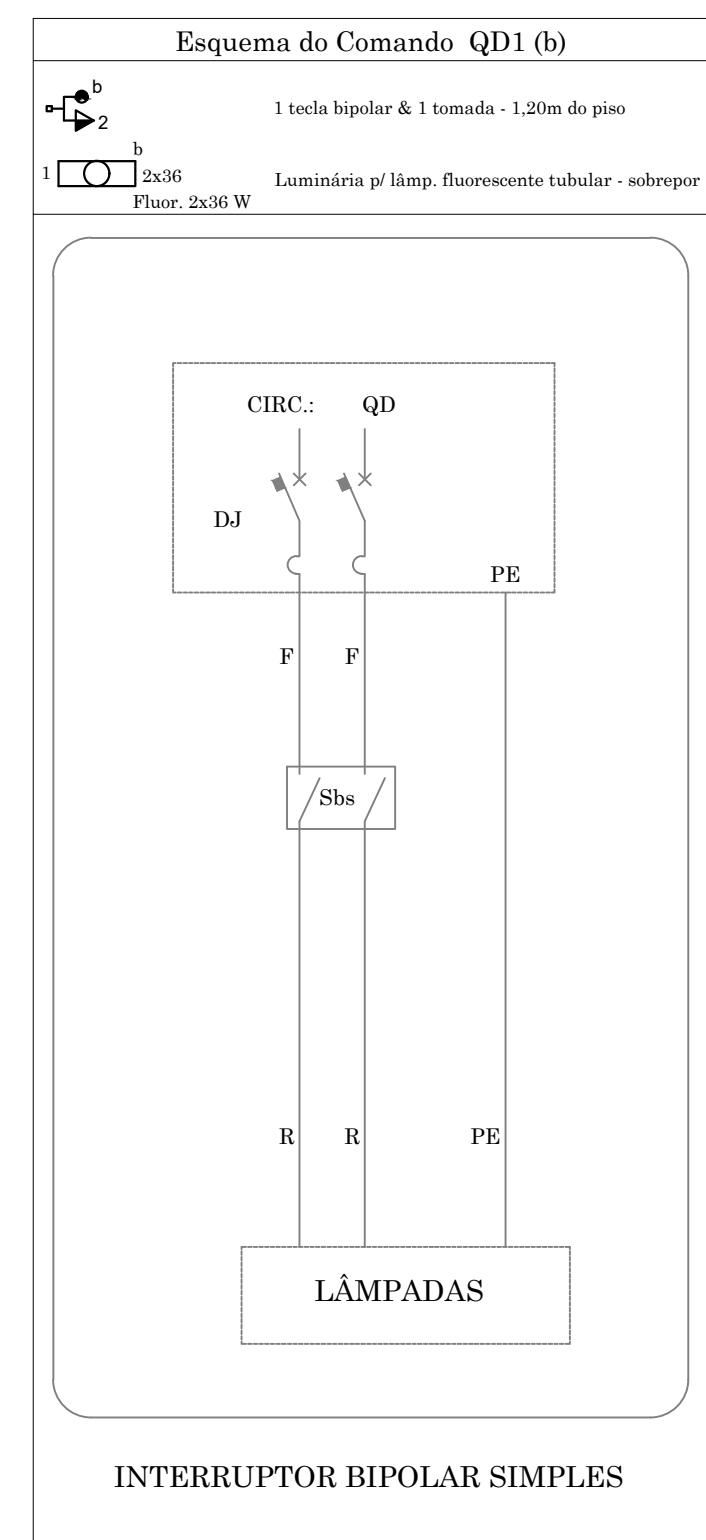 Esquema do Comando QD1 (b)
b
2
1 tecla bipolar & 1 tomada - 1,20m do piso
b
1
2x36
Fluor. 2x36 W
Luminária p/ lâmp. fluorescente tubular - sobrepor
CIRC.: QD
DJ
PE
F F
Sbs
R R PE
LÂMPADAS
INTERRUPTOR BIPOLAR SIMPLES